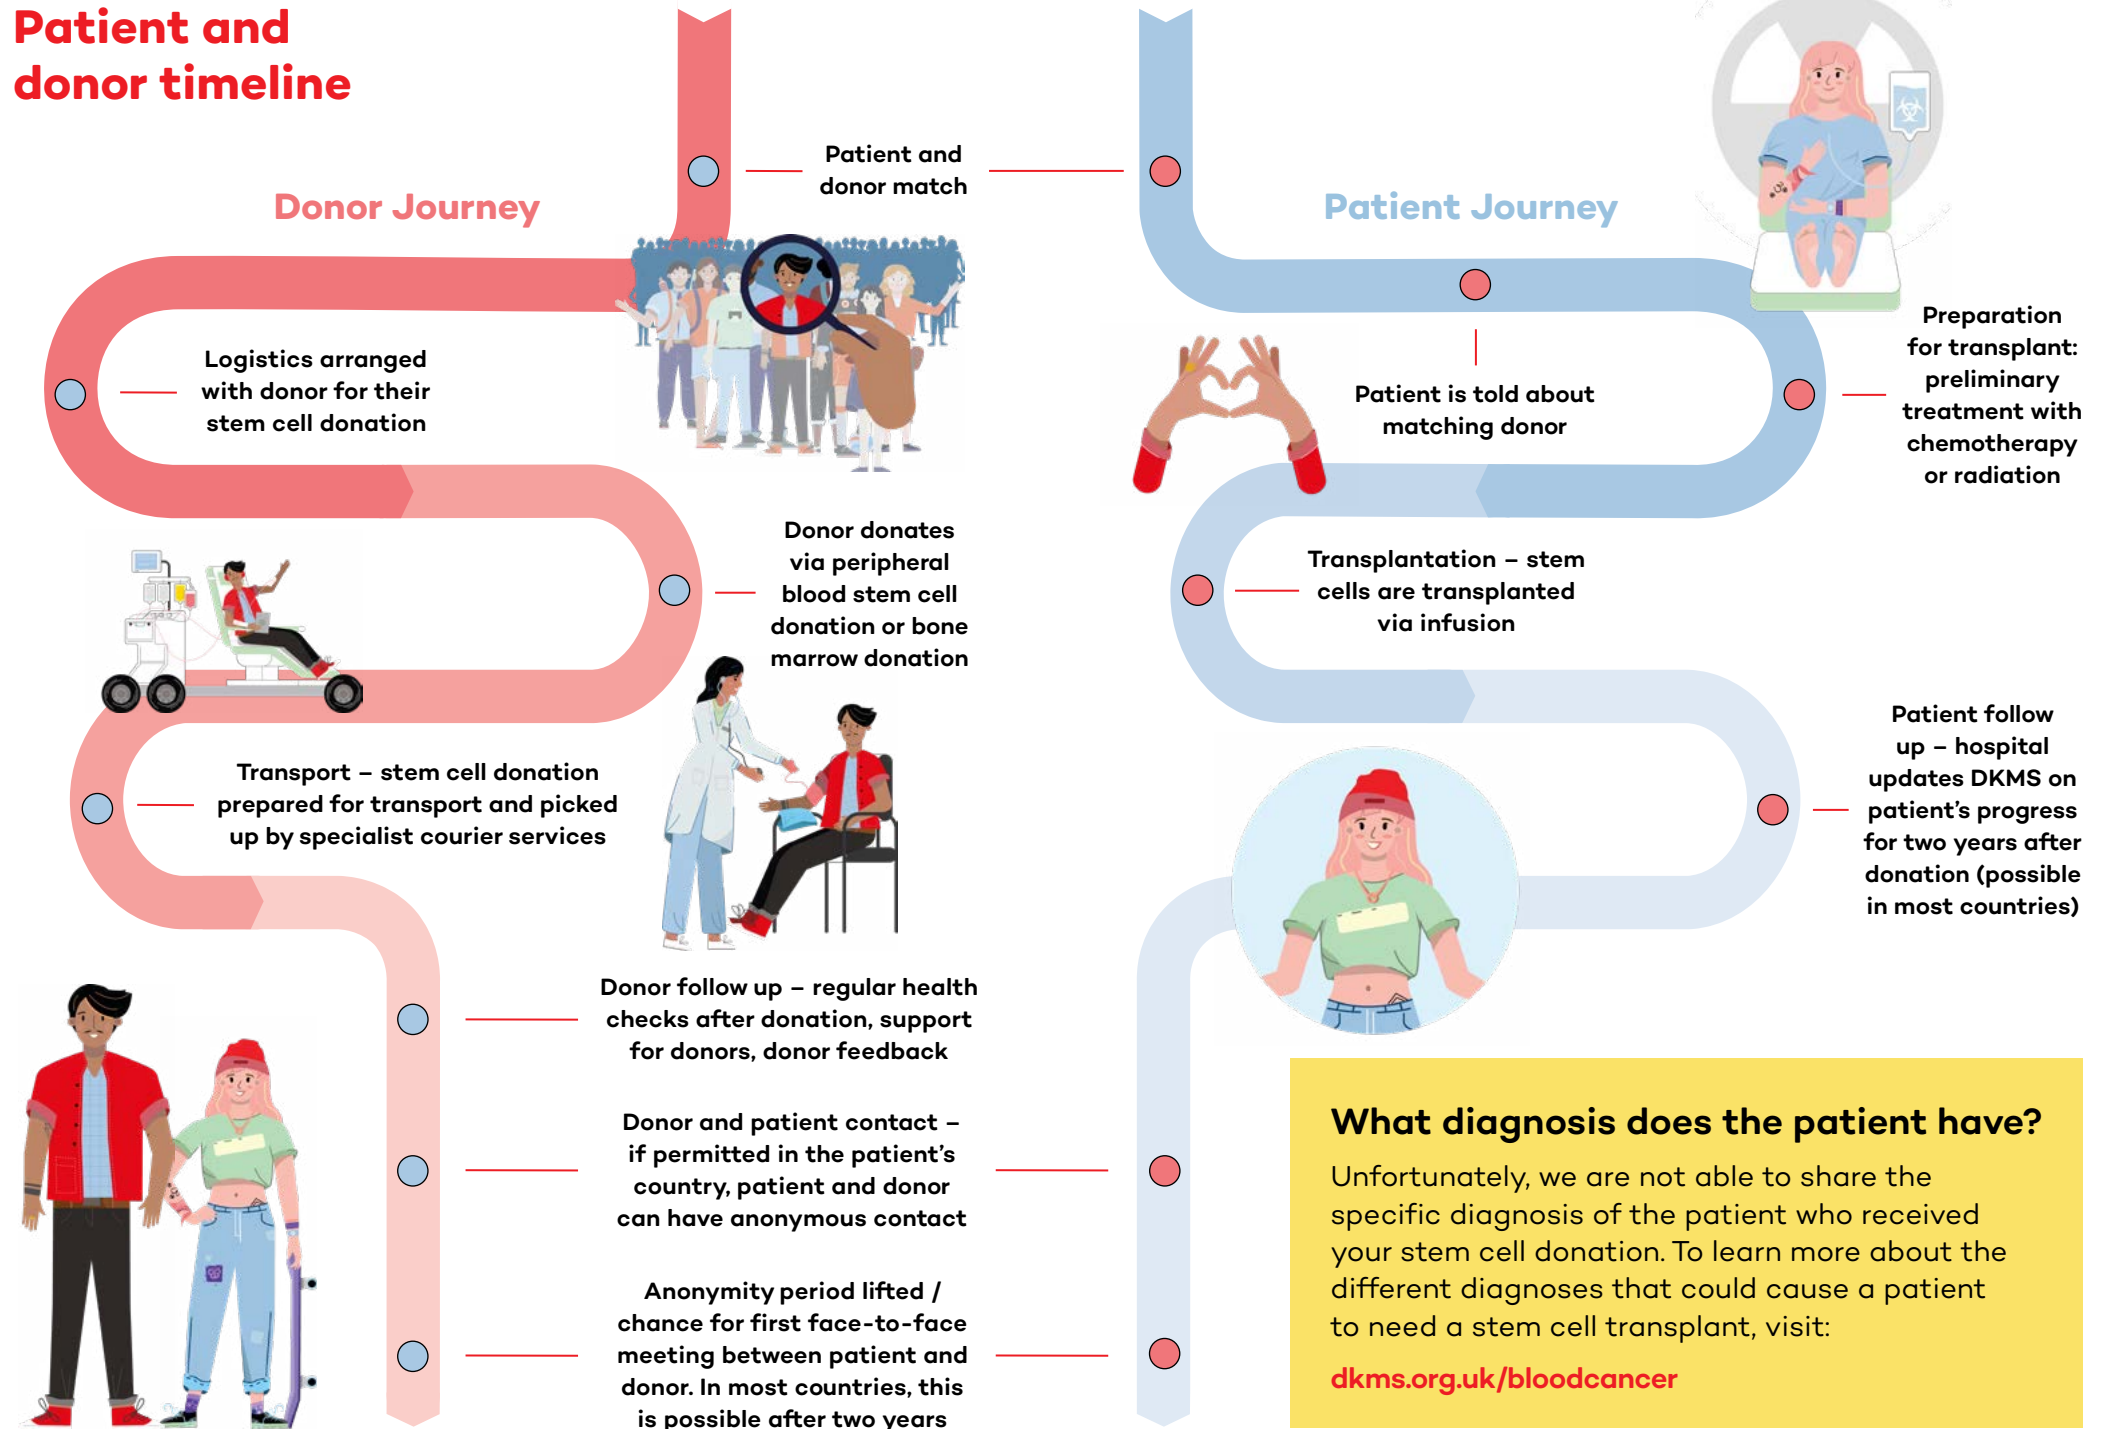 Patient and
donor timeline
Patient and
donor match
Donor Journey
Patient Journey
Logistics arranged
with donor for their
stem cell donation
Patient is told about
matching donor
Preparation
for transplant:
preliminary
treatment with
chemotherapy
or radiation
Donor donates
via peripheral
blood stem cell
donation or bone
marrow donation
Transplantation – stem
cells are transplanted
via infusion
Transport – stem cell donation
prepared for transport and picked
up by specialist courier services
Patient follow
up – hospital
updates DKMS on
patient's progress
for two years after
donation (possible
in most countries)
Donor follow up – regular health
checks after donation, support
for donors, donor feedback
Donor and patient contact –
if permitted in the patient's
country, patient and donor
can have anonymous contact
Anonymity period lifted /
chance for first face-to-face
meeting between patient and
donor. In most countries, this
is possible after two years
What diagnosis does the patient have?
Unfortunately, we are not able to share the
specific diagnosis of the patient who received
your stem cell donation. To learn more about the
different diagnoses that could cause a patient
to need a stem cell transplant, visit:
dkms.org.uk/bloodcancer